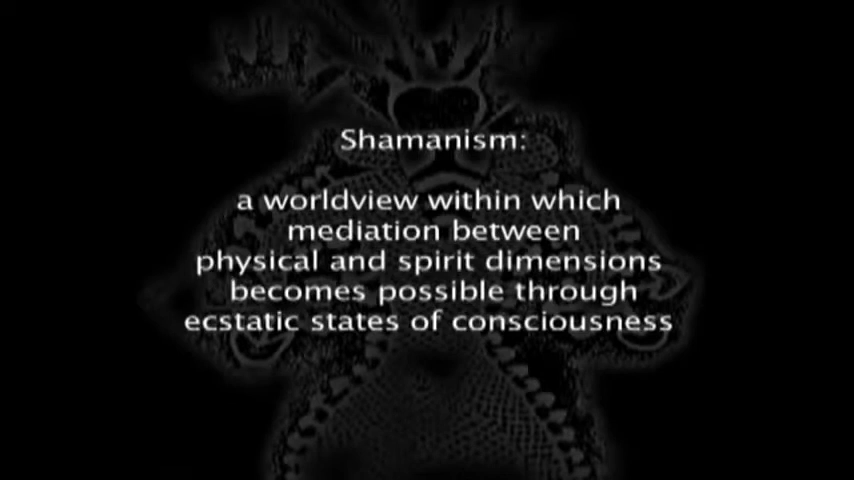 Shamanism:
a worldview within which
mediation between
physical and spirit dimensions
becomes possible through
ecstatic states of consciousness